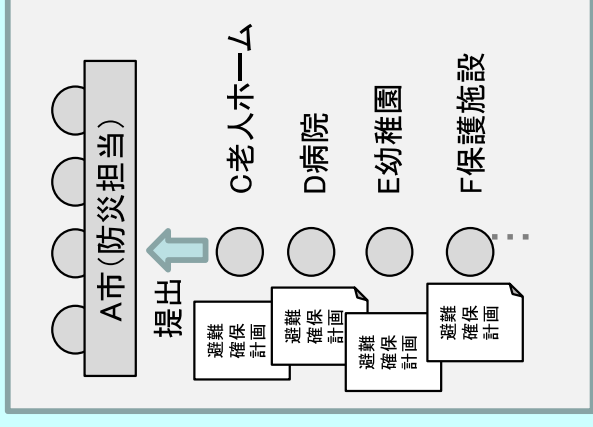 A市(防災担当)
提出
C老人ホーム
D病院
E幼稚園
F保護施設
…
避難
確保
計画
避難
確保
計画
避難
確保
計画
避難
確保
計画